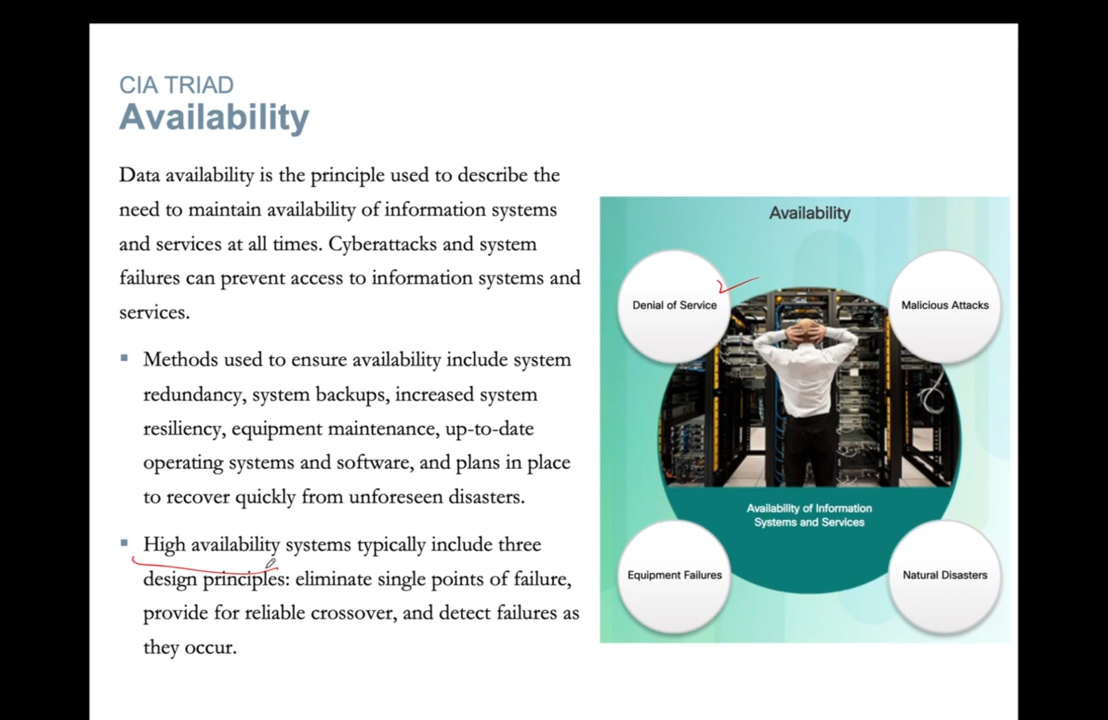 CIA TRIAD
Availability
Data availability is the principle used to describe the
need to maintain availability of information systems
and services at all times. Cyberattacks and system
failures can prevent access to information systems and
services.
▪ Methods used to ensure availability include system
redundancy, system backups, increased system
resiliency, equipment maintenance, up-to-date
operating systems and software, and plans in place
to recover quickly from unforeseen disasters.
▪ High availability systems typically include three
design principles: eliminate single points of failure,
provide for reliable crossover, and detect failures as
they occur.
Availability
Denial of Service
Malicious Attacks
Availability of Information
Systems and Services
Equipment Failures
Natural Disasters